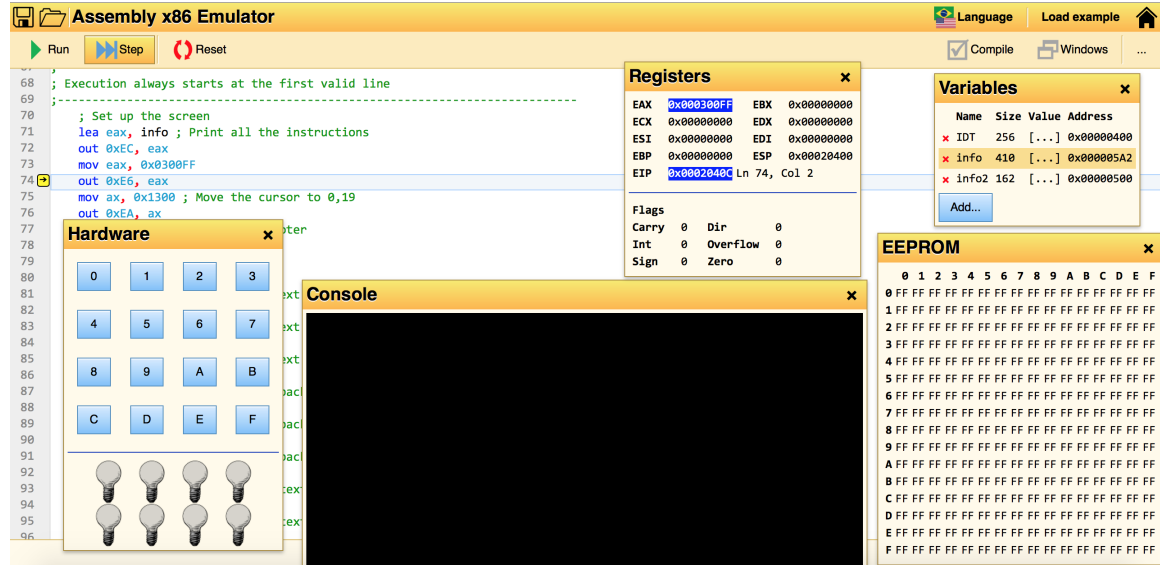 Assembly x86 Emulator
Language
Load example
Run
Step
Reset
Compile
Windows
...
68 ; Execution always starts at the first valid line
69 ;-------------------------------------------------------------------------------
70 ; Set up the screen
71 lea eax, info ; Print all the instructions
72 out 0xEC, eax
73 mov eax, 0x0300FF
74 out 0xE6, eax
75 mov ax, 0x1300 ; Move the cursor to 0,19
76 out 0xEA, ax
77
78
79
80
81
82
83
84
85
86
87
88
89
90
91
92
93
94
95
96
Hardware ×
0 1 2 3
4 5 6 7
8 9 A B
C D E F
Console ×
Registers ×
EAX 0x000300FF EBX 0x00000000
ECX 0x00000000 EDX 0x00000000
ESI 0x00000000 EDI 0x00000000
EBP 0x00000000 ESP 0x00020400
EIP 0x0002040C Ln 74, Col 2
Flags
Carry 0 Dir 0
Int 0 Overflow 0
Sign 0 Zero 0
Variables ×
Name Size Value Address
× IDT 256 [...] 0x00000400
× info 410 [...] 0x000005A2
× info2 162 [...] 0x00000500
Add...
EEPROM ×
0 1 2 3 4 5 6 7 8 9 A B C D E F
0 FF FF FF FF FF FF FF FF FF FF FF FF FF FF FF FF
1 FF FF FF FF FF FF FF FF FF FF FF FF FF FF FF FF
2 FF FF FF FF FF FF FF FF FF FF FF FF FF FF FF FF
3 FF FF FF FF FF FF FF FF FF FF FF FF FF FF FF FF
4 FF FF FF FF FF FF FF FF FF FF FF FF FF FF FF FF
5 FF FF FF FF FF FF FF FF FF FF FF FF FF FF FF FF
6 FF FF FF FF FF FF FF FF FF FF FF FF FF FF FF FF
7 FF FF FF FF FF FF FF FF FF FF FF FF FF FF FF FF
8 FF FF FF FF FF FF FF FF FF FF FF FF FF FF FF FF
9 FF FF FF FF FF FF FF FF FF FF FF FF FF FF FF FF
A FF FF FF FF FF FF FF FF FF FF FF FF FF FF FF FF
B FF FF FF FF FF FF FF FF FF FF FF FF FF FF FF FF
C FF FF FF FF FF FF FF FF FF FF FF FF FF FF FF FF
D FF FF FF FF FF FF FF FF FF FF FF FF FF FF FF FF
E FF FF FF FF FF FF FF FF FF FF FF FF FF FF FF FF
F FF FF FF FF FF FF FF FF FF FF FF FF FF FF FF FF